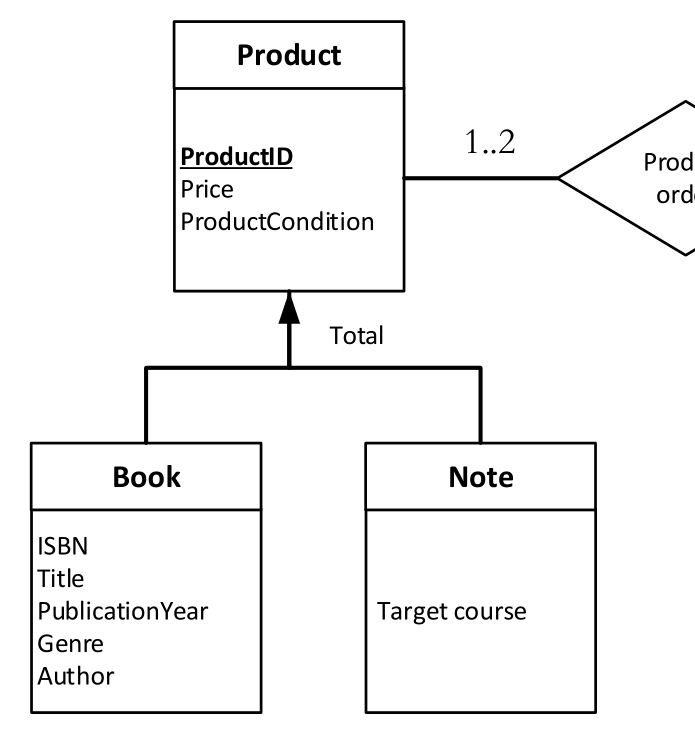 Product
ProductID
Price
ProductCondition
1..2
Total
Book
ISBN
Title
PublicationYear
Genre
Author
Note
Target course